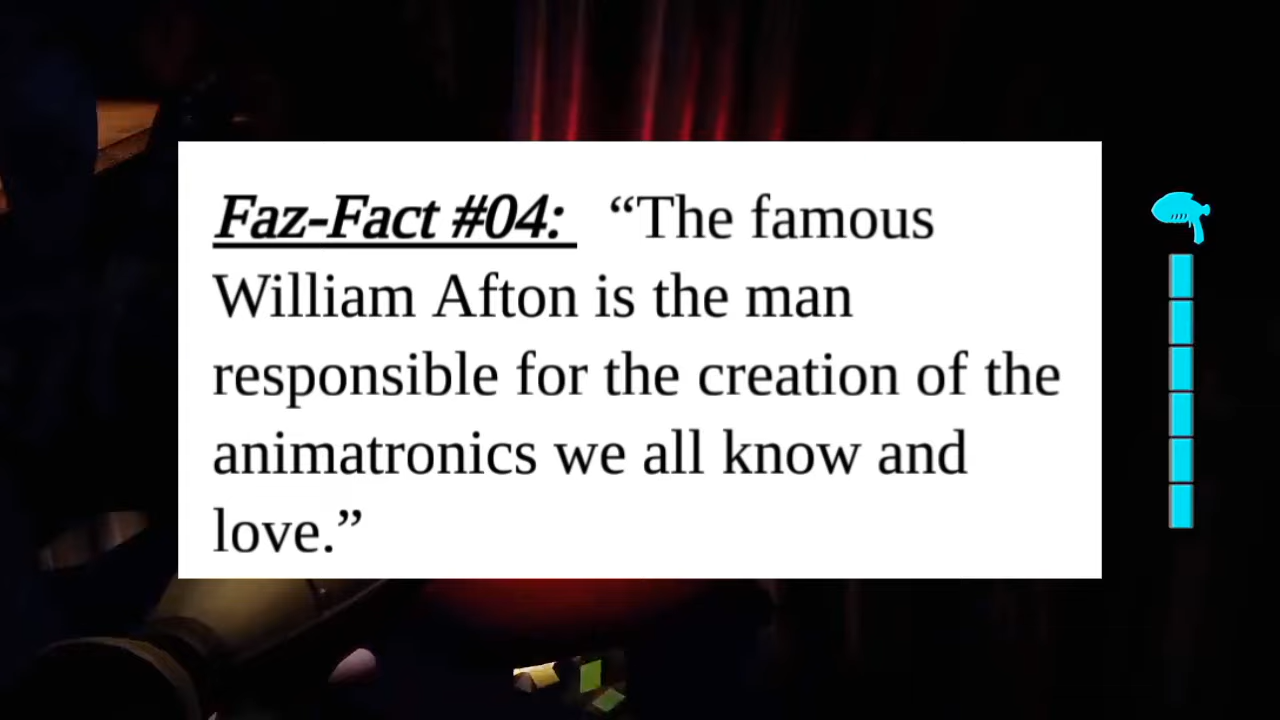 Faz-Fact #04: “The famous
William Afton is the man
responsible for the creation of the
animatronics we all know and
love.”